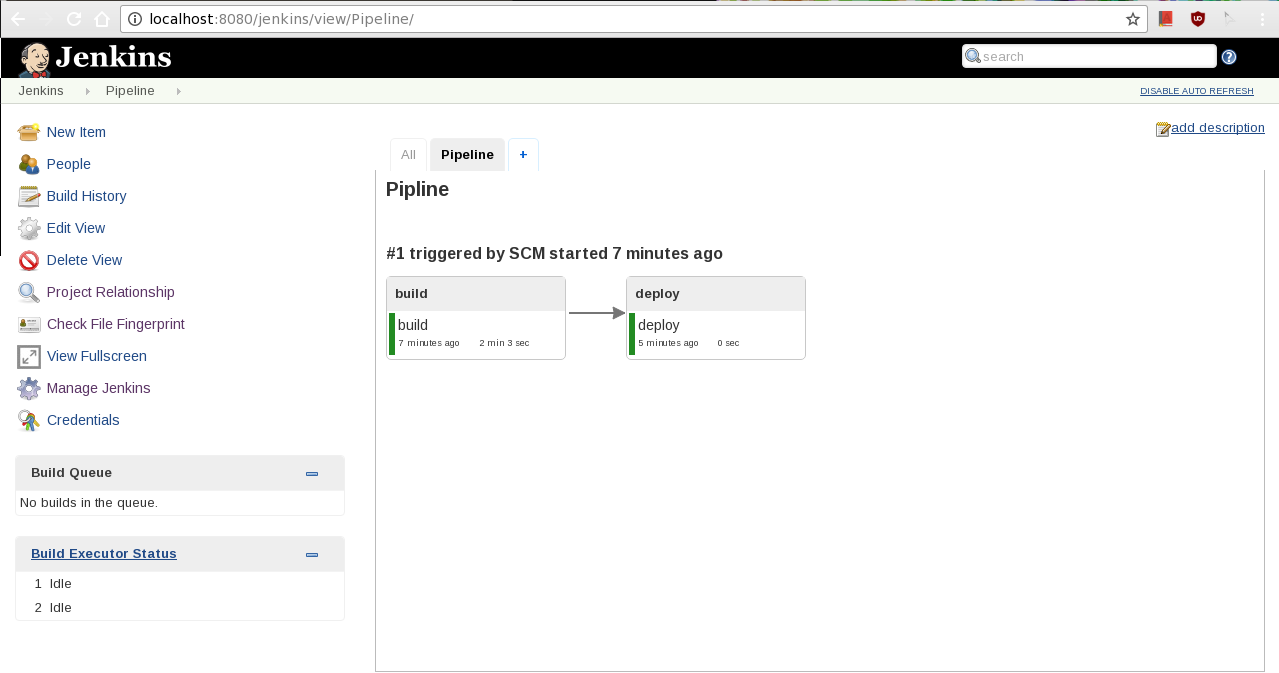 localhost:8080/jenkins/view/Pipeline/
Jenkins
search
Jenkins Pipeline
DISABLE AUTO REFRESH
add description
New Item
People
Build History
Edit View
Delete View
Project Relationship
Check File Fingerprint
View Fullscreen
Manage Jenkins
Credentials
Build Queue
No builds in the queue.
Build Executor Status
1 Idle
2 Idle
All Pipeline +
Pipline
#1 triggered by SCM started 7 minutes ago
build
build
7 minutes ago 2 min 3 sec
deploy
deploy
5 minutes ago 0 sec